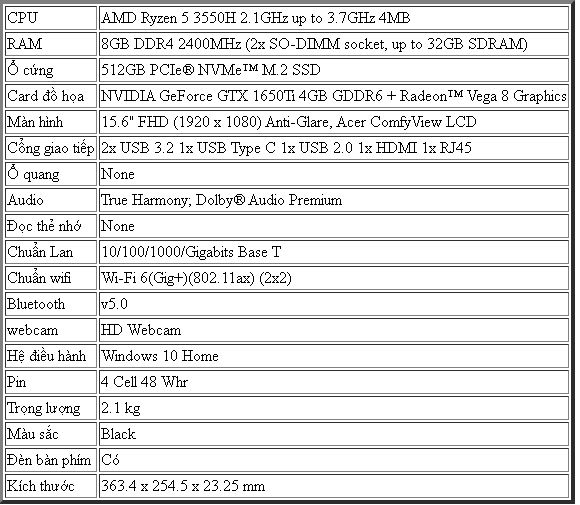 CPU AMD Ryzen 5 3550H 2.1GHz up to 3.7GHz 4MB
RAM 8GB DDR4 2400MHz (2x SO-DIMM socket, up to 32GB SDRAM)
Ổ cứng 512GB PCIe® NVMe™ M.2 SSD
Card đồ họa NVIDIA GeForce GTX 1650Ti 4GB GDDR6 + Radeon™ Vega 8 Graphics
Màn hình 15.6" FHD (1920 x 1080) Anti-Glare, Acer ComfyView LCD
Cổng giao tiếp 2x USB 3.2 1x USB Type C 1x USB 2.0 1x HDMI 1x RJ45
Ổ quang None
Audio True Harmony; Dolby® Audio Premium
Đọc thẻ nhớ None
Chuẩn Lan 10/100/1000/Gigabits Base T
Chuẩn wifi Wi-Fi 6(Gig+)(802.11ax) (2x2)
Bluetooth v5.0
webcam HD Webcam
Hệ điều hành Windows 10 Home
Pin 4 Cell 48 Whr
Trọng lượng 2.1 kg
Màu sắc Black
Đèn bàn phím Có
Kích thước 363.4 x 254.5 x 23.25 mm